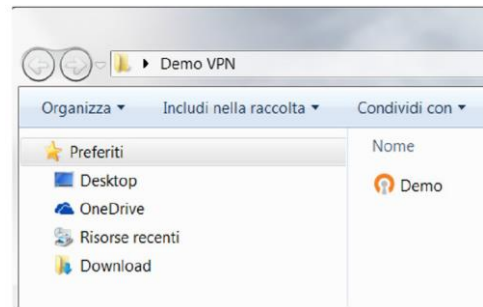 Demo VPN
Organizza Includi nella raccolta Condividi con
Preferiti
Desktop
OneDrive
Risorse recenti
Download
Nome
Demo